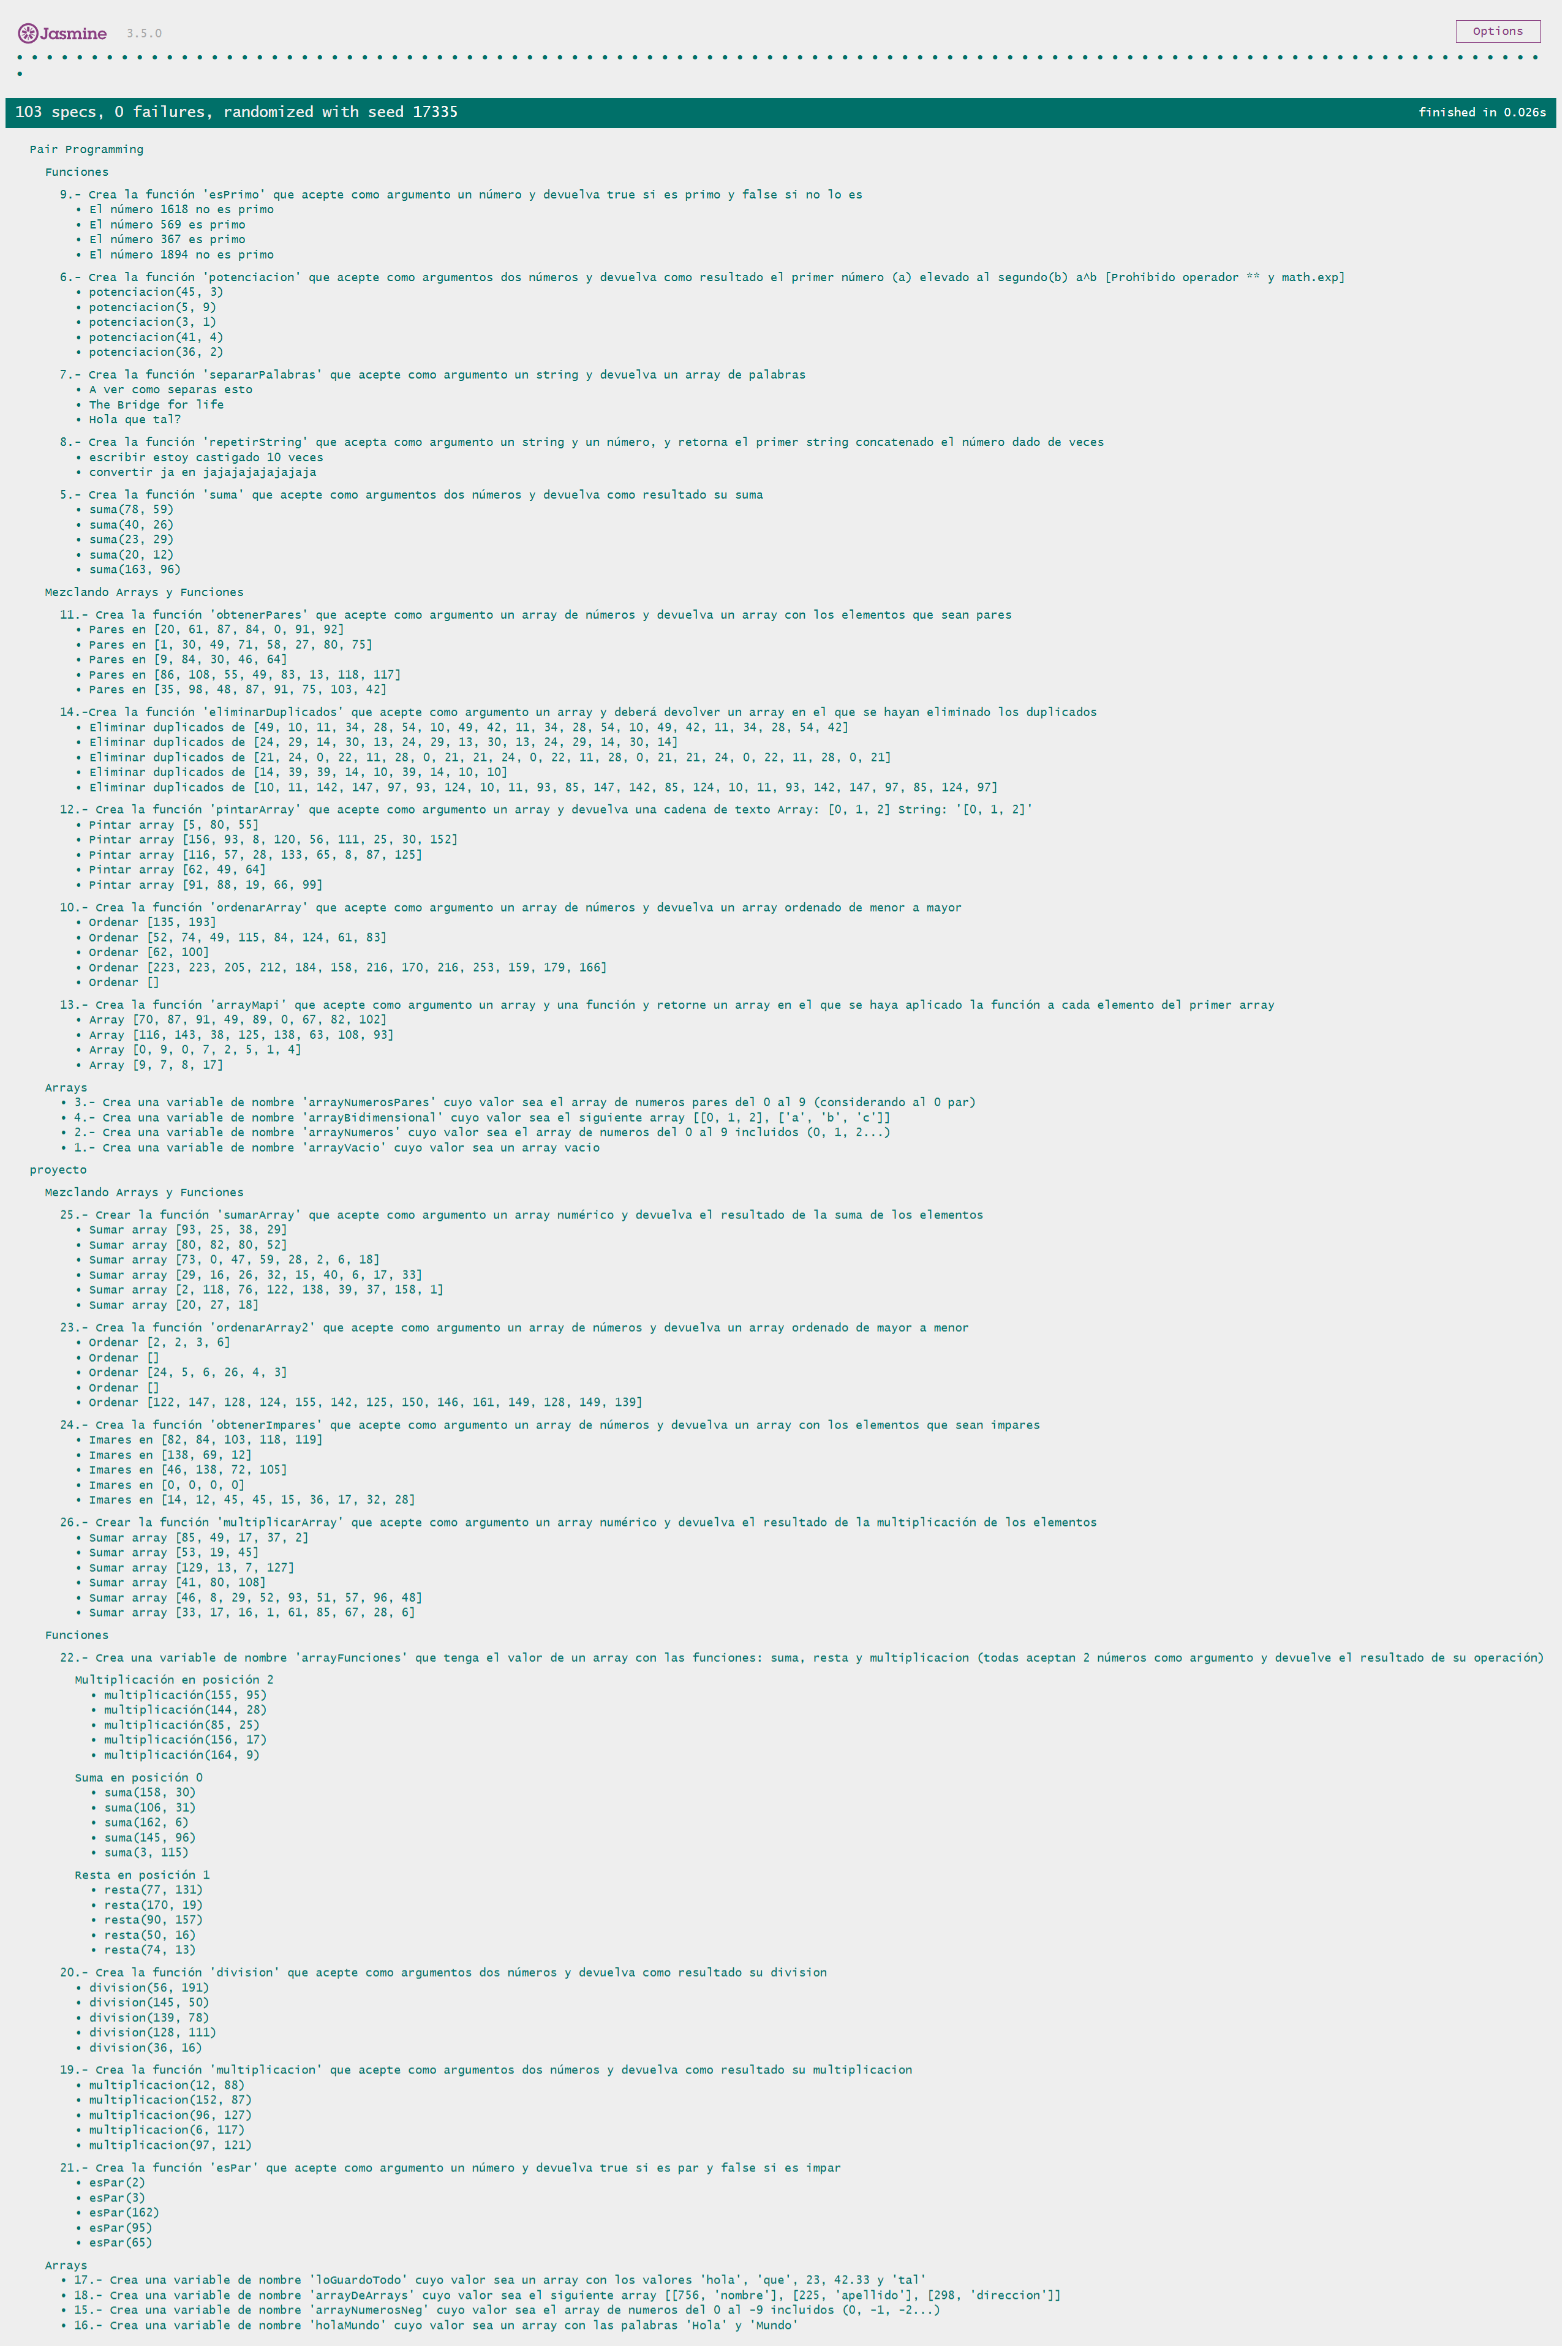 Jasmine 3.5.0
Options
103 specs, 0 failures, randomized with seed 17335
finished in 0.026s
Pair Programming
Funciones
9.- Crea la función 'esPrimo' que acepte como argumento un número y devuelva true si es primo y false si no lo es
• El número 1618 no es primo
• El número 569 es primo
• El número 367 es primo
• El número 1894 no es primo
6.- Crea la función 'potenciacion' que acepte como argumentos dos números y devuelva como resultado el primer número (a) elevado al segundo(b) a^b [Prohibido operador ** y math.exp]
• potenciacion(45, 3)
• potenciacion(5, 9)
• potenciacion(3, 1)
• potenciacion(41, 4)
• potenciacion(36, 2)
7.- Crea la función 'separarPalabras' que acepte como argumento un string y devuelva un array de palabras
• A ver como separas esto
• The Bridge for life
• Hola que tal?
8.- Crea la función 'repetirString' que acepta como argumento un string y un número, y retorna el primer string concatenado el número dado de veces
• escribir estoy castigado 10 veces
• convertir ja en jajajajajajajaja
5.- Crea la función 'suma' que acepte como argumentos dos números y devuelva como resultado su suma
• suma(78, 59)
• suma(40, 26)
• suma(23, 29)
• suma(20, 12)
• suma(163, 96)
Mezclando Arrays y Funciones
11.- Crea la función 'obtenerPares' que acepte como argumento un array de números y devuelva un array con los elementos que sean pares
• Pares en [20, 61, 87, 84, 0, 91, 92]
• Pares en [1, 30, 49, 71, 58, 27, 80, 75]
• Pares en [9, 84, 30, 46, 64]
• Pares en [86, 108, 55, 49, 83, 13, 118, 117]
• Pares en [35, 98, 48, 87, 91, 75, 103, 42]
14.-Crea la función 'eliminarDuplicados' que acepte como argumento un array y deberá devolver un array en el que se hayan eliminado los duplicados
• Eliminar duplicados de [49, 10, 11, 34, 28, 54, 10, 49, 42, 11, 34, 28, 54, 10, 49, 42, 11, 34, 28, 54, 42]
• Eliminar duplicados de [24, 29, 14, 30, 13, 24, 29, 13, 30, 13, 24, 29, 14, 30, 14]
• Eliminar duplicados de [21, 24, 0, 22, 11, 28, 0, 21, 21, 24, 0, 22, 11, 28, 0, 21, 21, 24, 0, 22, 11, 28, 0, 21]
• Eliminar duplicados de [14, 39, 39, 14, 10, 39, 14, 10, 10]
• Eliminar duplicados de [10, 11, 142, 147, 97, 93, 124, 10, 11, 93, 85, 147, 142, 85, 124, 10, 11, 93, 142, 147, 97, 85, 124, 97]
12.- Crea la función 'pintarArray' que acepte como argumento un array y devuelva una cadena de texto Array: [0, 1, 2] String: '[0, 1, 2]'
• Pintar array [5, 80, 55]
• Pintar array [156, 93, 8, 120, 56, 111, 25, 30, 152]
• Pintar array [116, 57, 28, 133, 65, 8, 87, 125]
• Pintar array [62, 49, 64]
• Pintar array [91, 88, 19, 66, 99]
10.- Crea la función 'ordenarArray' que acepte como argumento un array de números y devuelva un array ordenado de menor a mayor
• Ordenar [135, 193]
• Ordenar [52, 74, 49, 115, 84, 124, 61, 83]
• Ordenar [62, 100]
• Ordenar [223, 223, 205, 212, 184, 158, 216, 170, 216, 253, 159, 179, 166]
• Ordenar []
13.- Crea la función 'arrayMapi' que acepte como argumento un array y una función y retorne un array en el que se haya aplicado la función a cada elemento del primer array
• Array [70, 87, 91, 49, 89, 0, 67, 82, 102]
• Array [116, 143, 38, 125, 138, 63, 108, 93]
• Array [0, 9, 0, 7, 2, 5, 1, 4]
• Array [9, 7, 8, 17]
Arrays
• 3.- Crea una variable de nombre 'arrayNumerosPares' cuyo valor sea el array de numeros pares del 0 al 9 (considerando al 0 par)
• 4.- Crea una variable de nombre 'arrayBidimensional' cuyo valor sea el siguiente array [[0, 1, 2], ['a', 'b', 'c']]
• 2.- Crea una variable de nombre 'arrayNumeros' cuyo valor sea el array de numeros del 0 al 9 incluidos (0, 1, 2...)
• 1.- Crea una variable de nombre 'arrayVacio' cuyo valor sea un array vacio
proyecto
Mezclando Arrays y Funciones
25.- Crear la función 'sumarArray' que acepte como argumento un array numérico y devuelva el resultado de la suma de los elementos
• Sumar array [93, 25, 38, 29]
• Sumar array [80, 82, 80, 52]
• Sumar array [73, 0, 47, 59, 28, 2, 6, 18]
• Sumar array [29, 16, 26, 32, 15, 40, 6, 17, 33]
• Sumar array [2, 118, 76, 122, 138, 39, 37, 158, 1]
• Sumar array [20, 27, 18]
23.- Crea la función 'ordenarArray2' que acepte como argumento un array de números y devuelva un array ordenado de mayor a menor
• Ordenar [2, 2, 3, 6]
• Ordenar []
• Ordenar [24, 5, 6, 26, 4, 3]
• Ordenar []
• Ordenar [122, 147, 128, 124, 155, 142, 125, 150, 146, 161, 149, 128, 149, 139]
24.- Crea la función 'obtenerImpares' que acepte como argumento un array de números y devuelva un array con los elementos que sean impares
• Imares en [82, 84, 103, 118, 119]
• Imares en [138, 69, 12]
• Imares en [46, 138, 72, 105]
• Imares en [0, 0, 0, 0]
• Imares en [14, 12, 45, 45, 15, 36, 17, 32, 28]
26.- Crear la función 'multiplicarArray' que acepte como argumento un array numérico y devuelva el resultado de la multiplicación de los elementos
• Sumar array [85, 49, 17, 37, 2]
• Sumar array [53, 19, 45]
• Sumar array [129, 13, 7, 127]
• Sumar array [41, 80, 108]
• Sumar array [46, 8, 29, 52, 93, 51, 57, 96, 48]
• Sumar array [33, 17, 16, 1, 61, 85, 67, 28, 6]
Funciones
22.- Crea una variable de nombre 'arrayFunciones' que tenga el valor de un array con las funciones: suma, resta y multiplicacion (todas aceptan 2 números como argumento y devuelve el resultado de su operación)
Multiplicación en posición 2
• multiplicación(155, 95)
• multiplicación(144, 28)
• multiplicación(85, 25)
• multiplicación(156, 17)
• multiplicación(164, 9)
Suma en posición 0
• suma(158, 30)
• suma(106, 31)
• suma(162, 6)
• suma(145, 96)
• suma(3, 115)
Resta en posición 1
• resta(77, 131)
• resta(170, 19)
• resta(90, 157)
• resta(50, 16)
• resta(74, 13)
20.- Crea la función 'division' que acepte como argumentos dos números y devuelva como resultado su division
• division(56, 191)
• division(145, 50)
• division(139, 78)
• division(128, 111)
• division(36, 16)
19.- Crea la función 'multiplicacion' que acepte como argumentos dos números y devuelva como resultado su multiplicacion
• multiplicacion(12, 88)
• multiplicacion(152, 87)
• multiplicacion(96, 127)
• multiplicacion(6, 117)
• multiplicacion(97, 121)
21.- Crea la función 'esPar' que acepte como argumento un número y devuelva true si es par y false si es impar
• esPar(2)
• esPar(3)
• esPar(162)
• esPar(95)
• esPar(65)
Arrays
• 17.- Crea una variable de nombre 'loGuardoTodo' cuyo valor sea un array con los valores 'hola', 'que', 23, 42.33 y 'tal'
• 18.- Crea una variable de nombre 'arrayDeArrays' cuyo valor sea el siguiente array [[756, 'nombre'], [225, 'apellido'], [298, 'direccion']]
• 15.- Crea una variable de nombre 'arrayNumerosNeg' cuyo valor sea el array de numeros del 0 al -9 incluidos (0, -1, -2...)
• 16.- Crea una variable de nombre 'holaMundo' cuyo valor sea un array con las palabras 'Hola' y 'Mundo'